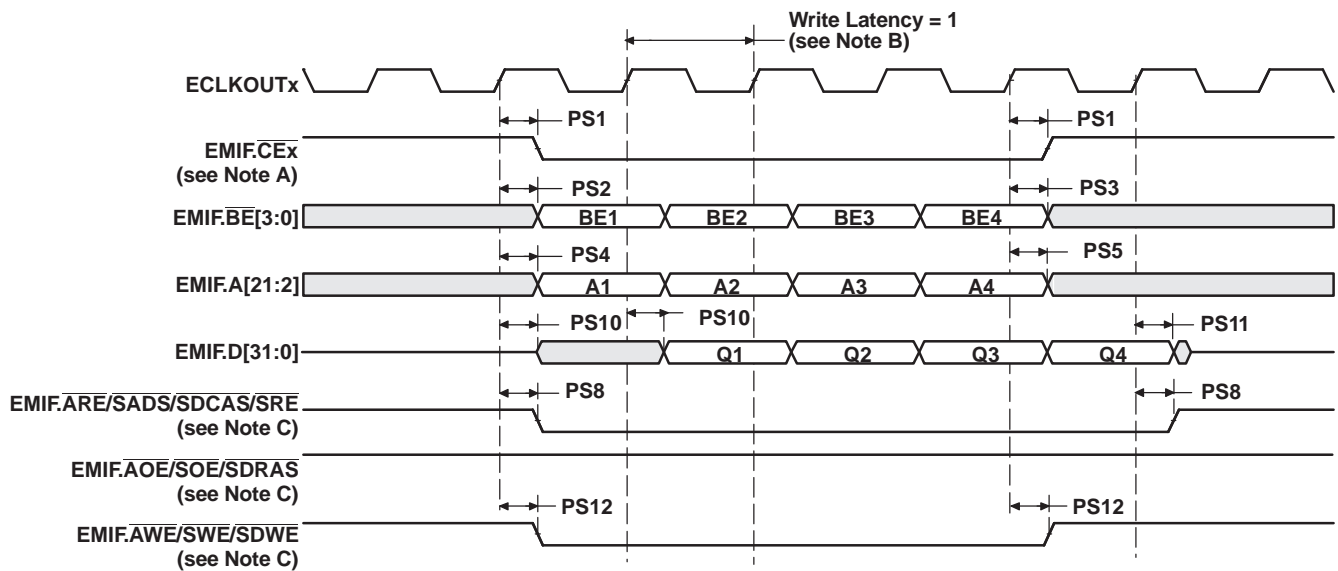 Write Latency = 1
(see Note B)
ECLKOUTx
PS1 PS1
EMIF.CEx
(see Note A)
PS2 PS3
EMIF.BE[3:0] BE1 BE2 BE3 BE4
PS4 PS5
EMIF.A[21:2] A1 A2 A3 A4
PS10 PS10 PS11
EMIF.D[31:0] Q1 Q2 Q3 Q4
PS8 PS8
EMIF.ARE/SADS/SDCAS/SRE
(see Note C)
EMIF.AOE/SOE/SDRAS
(see Note C)
PS12 PS12
EMIF.AWE/SWE/SDWE
(see Note C)